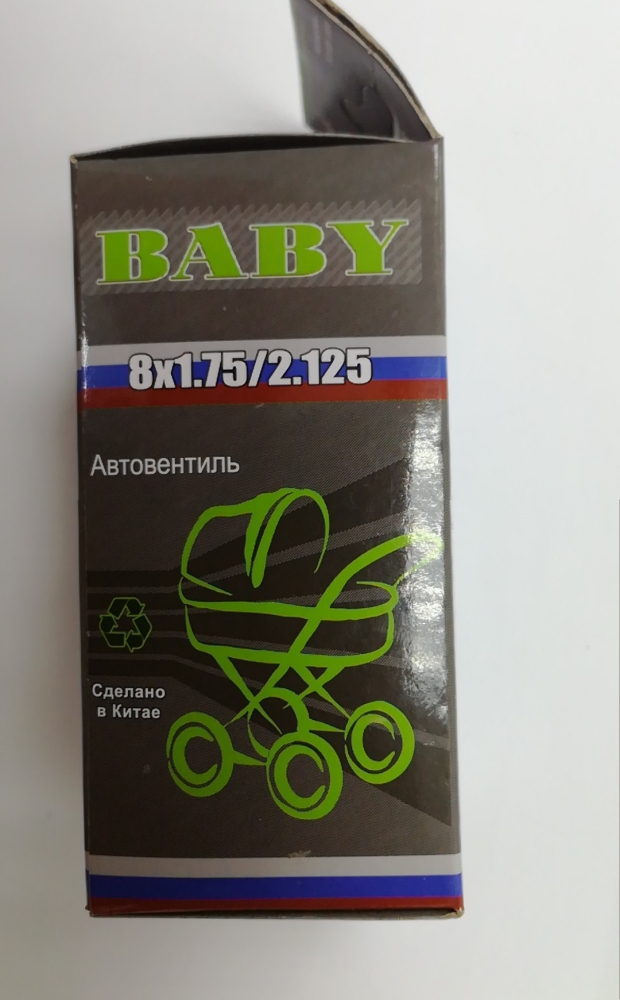 BABY
8x1.75/2.125
Автовентиль
Сделано
в Китае